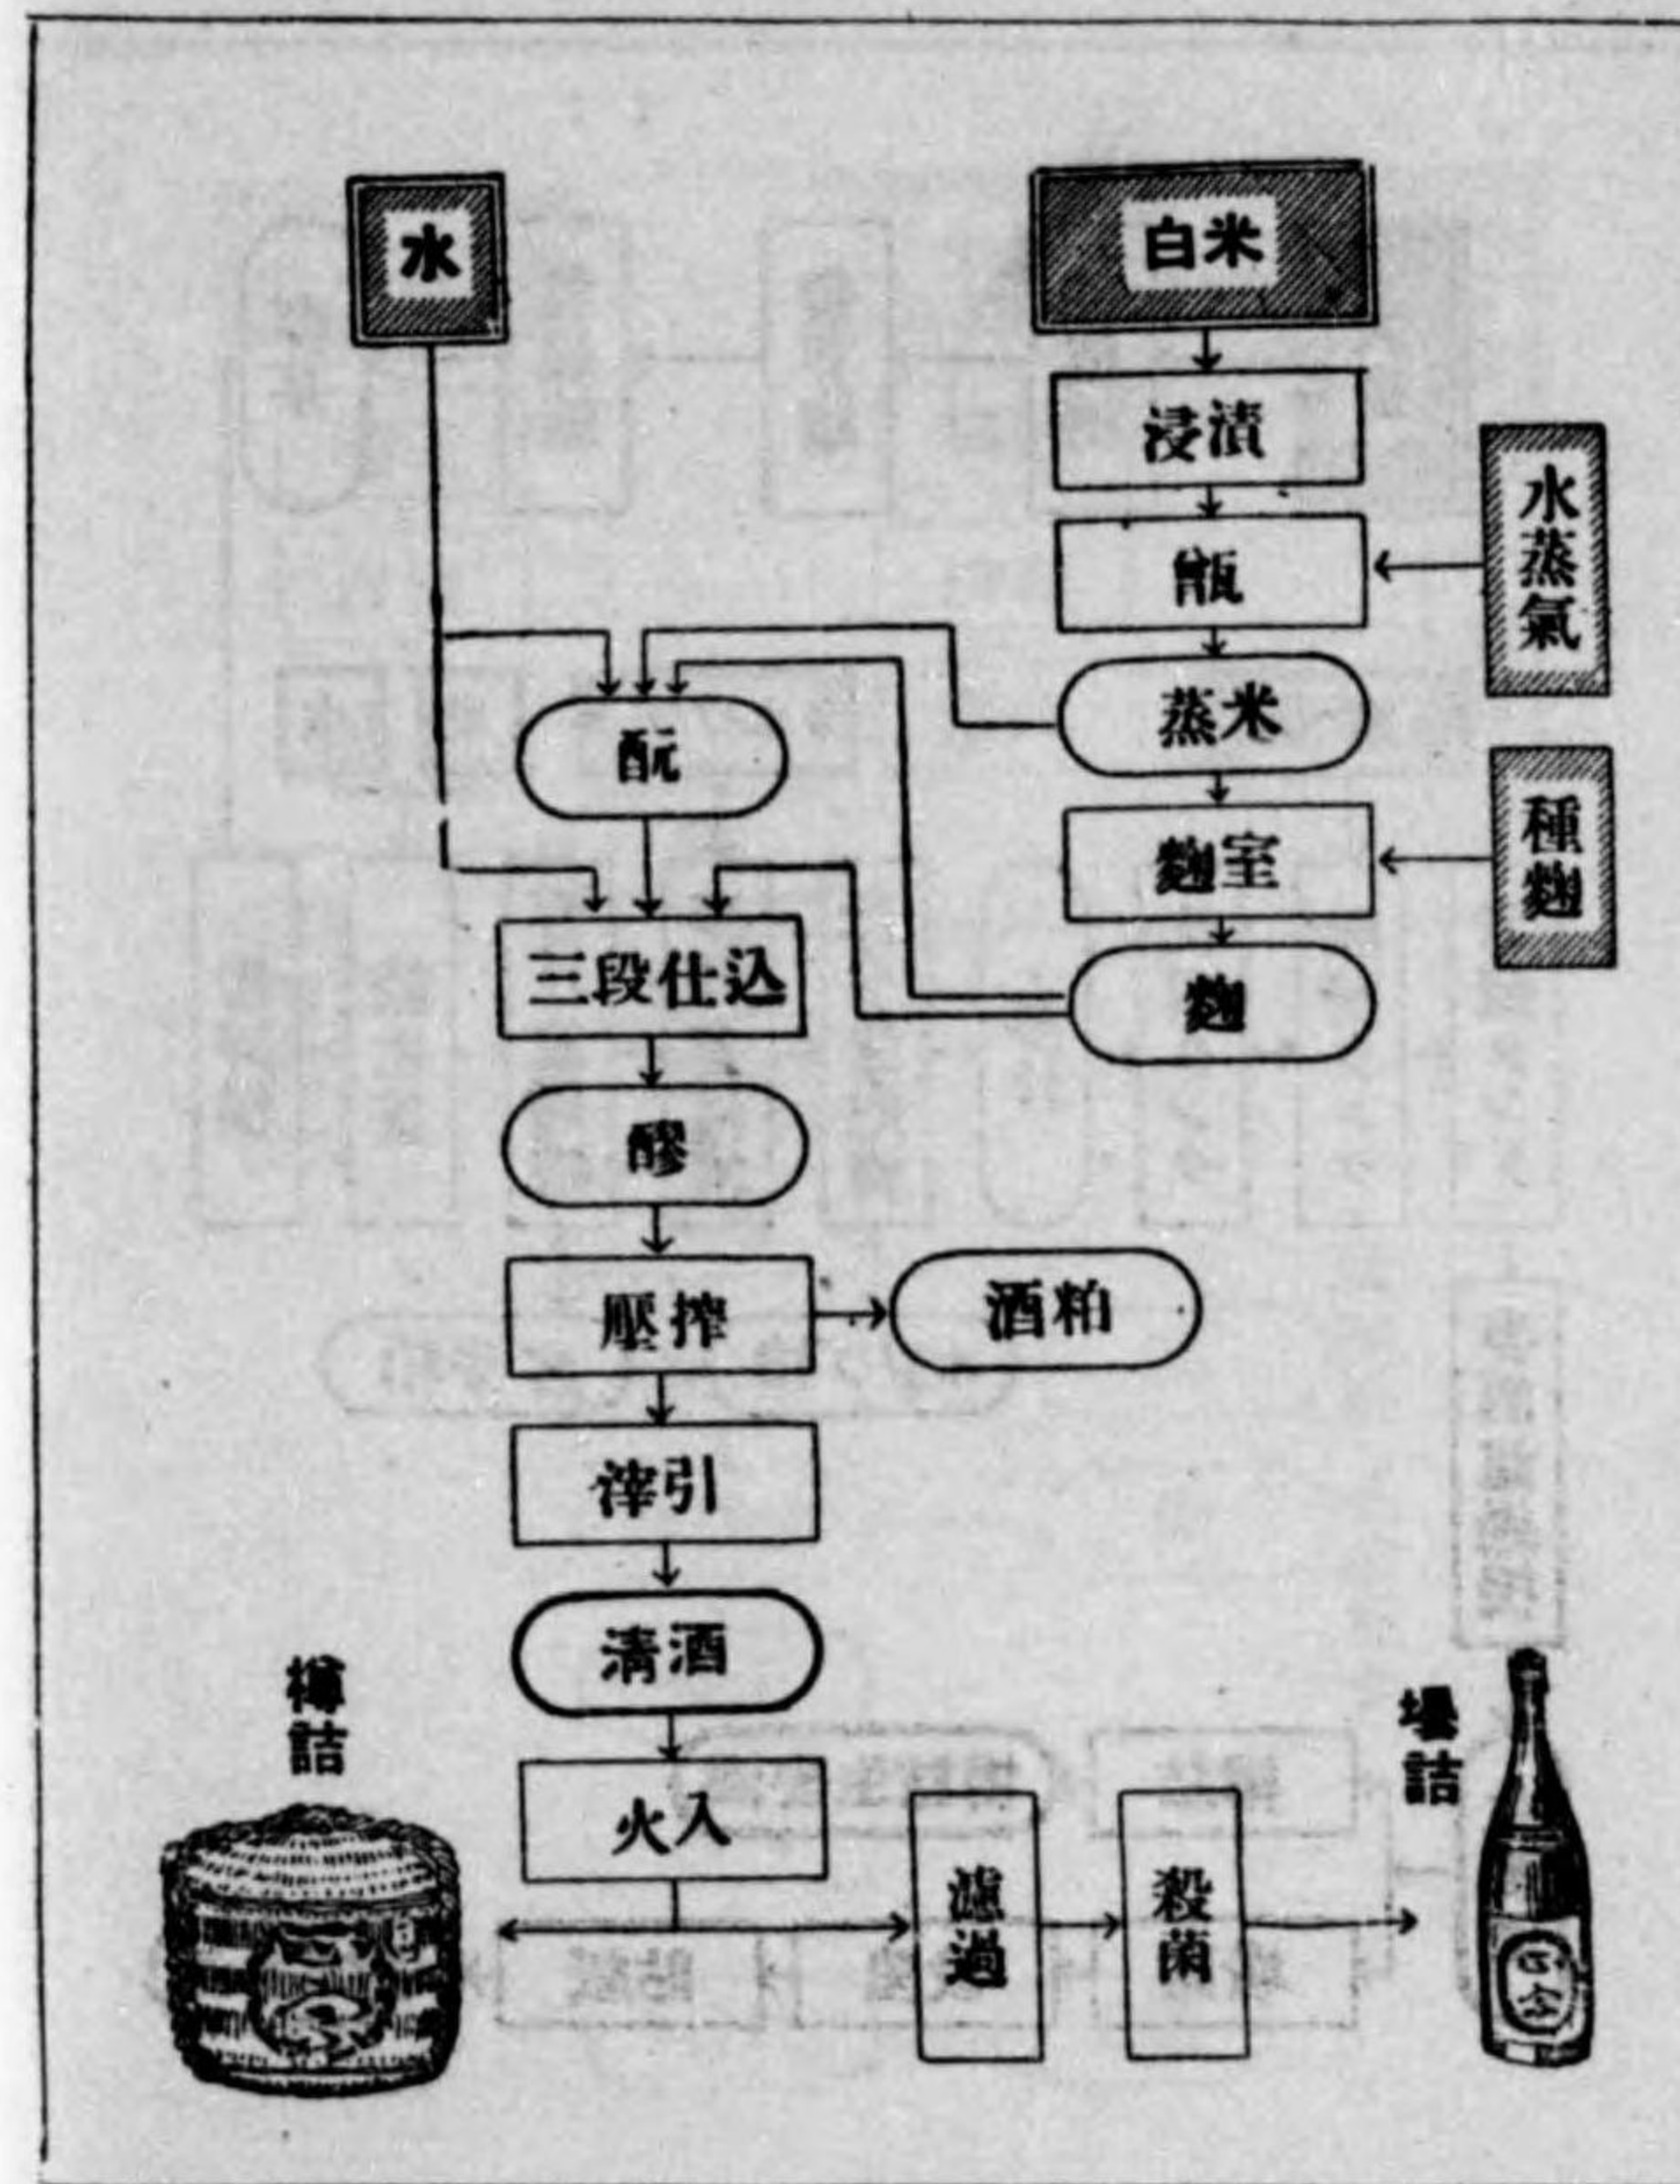 水
白米
浸漬
甑
水蒸氣
蒸米
酛
麹室
種麹
三段仕込
麹
醪
壓搾
酒粕
滓引
清酒
樽詰
壜詰
火入
濾過
殺菌